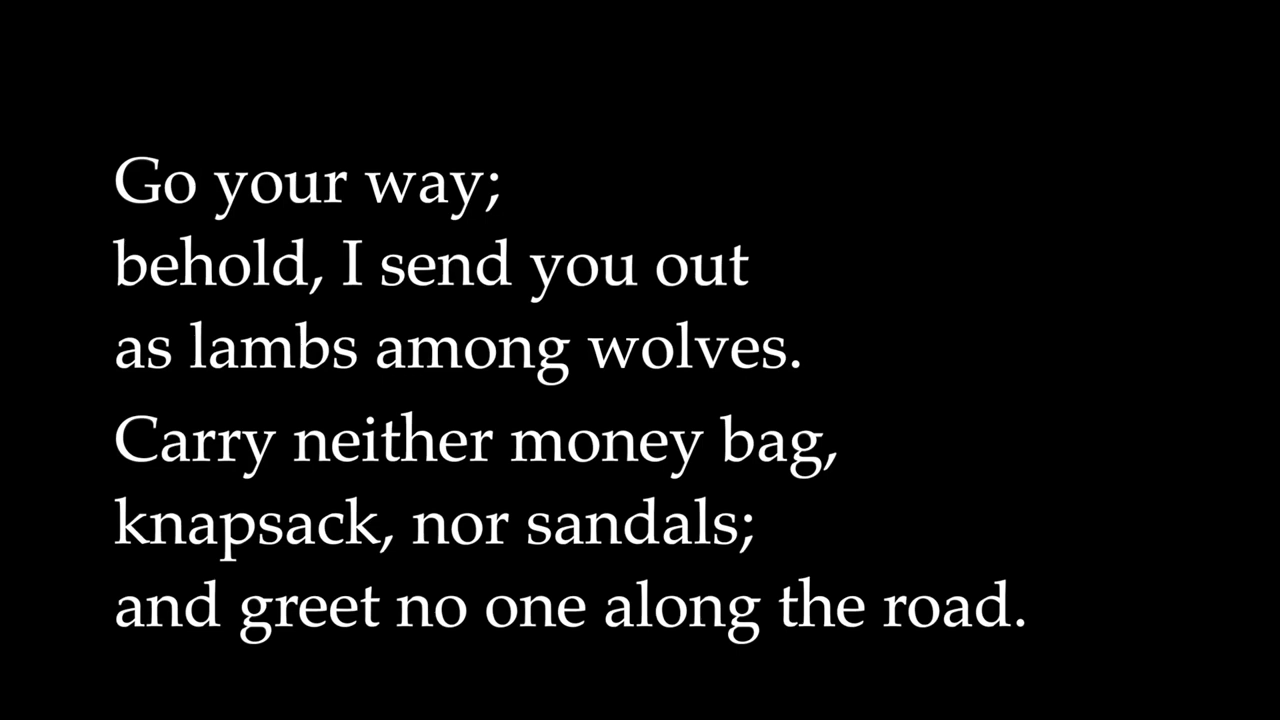 Go your way;
behold, I send you out
as lambs among wolves.
Carry neither money bag,
knapsack, nor sandals;
and greet no one along the road.